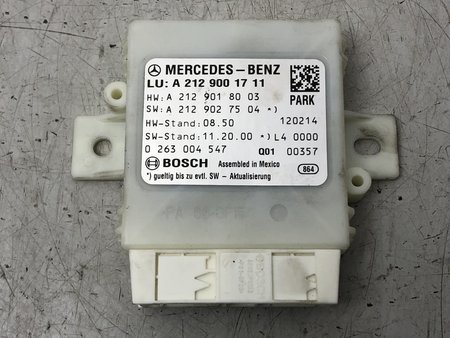 MERCEDES-BENZ
LU: A 212 900 17 11
HW: A 212 901 80 03 PARK
SW: A 212 902 75 04 *)
HW-Stand: 08.50 120214
SW-Stand: 11.20.00 *) L4 0000
0 263 004 547 Q01 00357
BOSCH Assembled in Mexico
*) gueltig bis zu evtl. SW - Aktualisierung 864